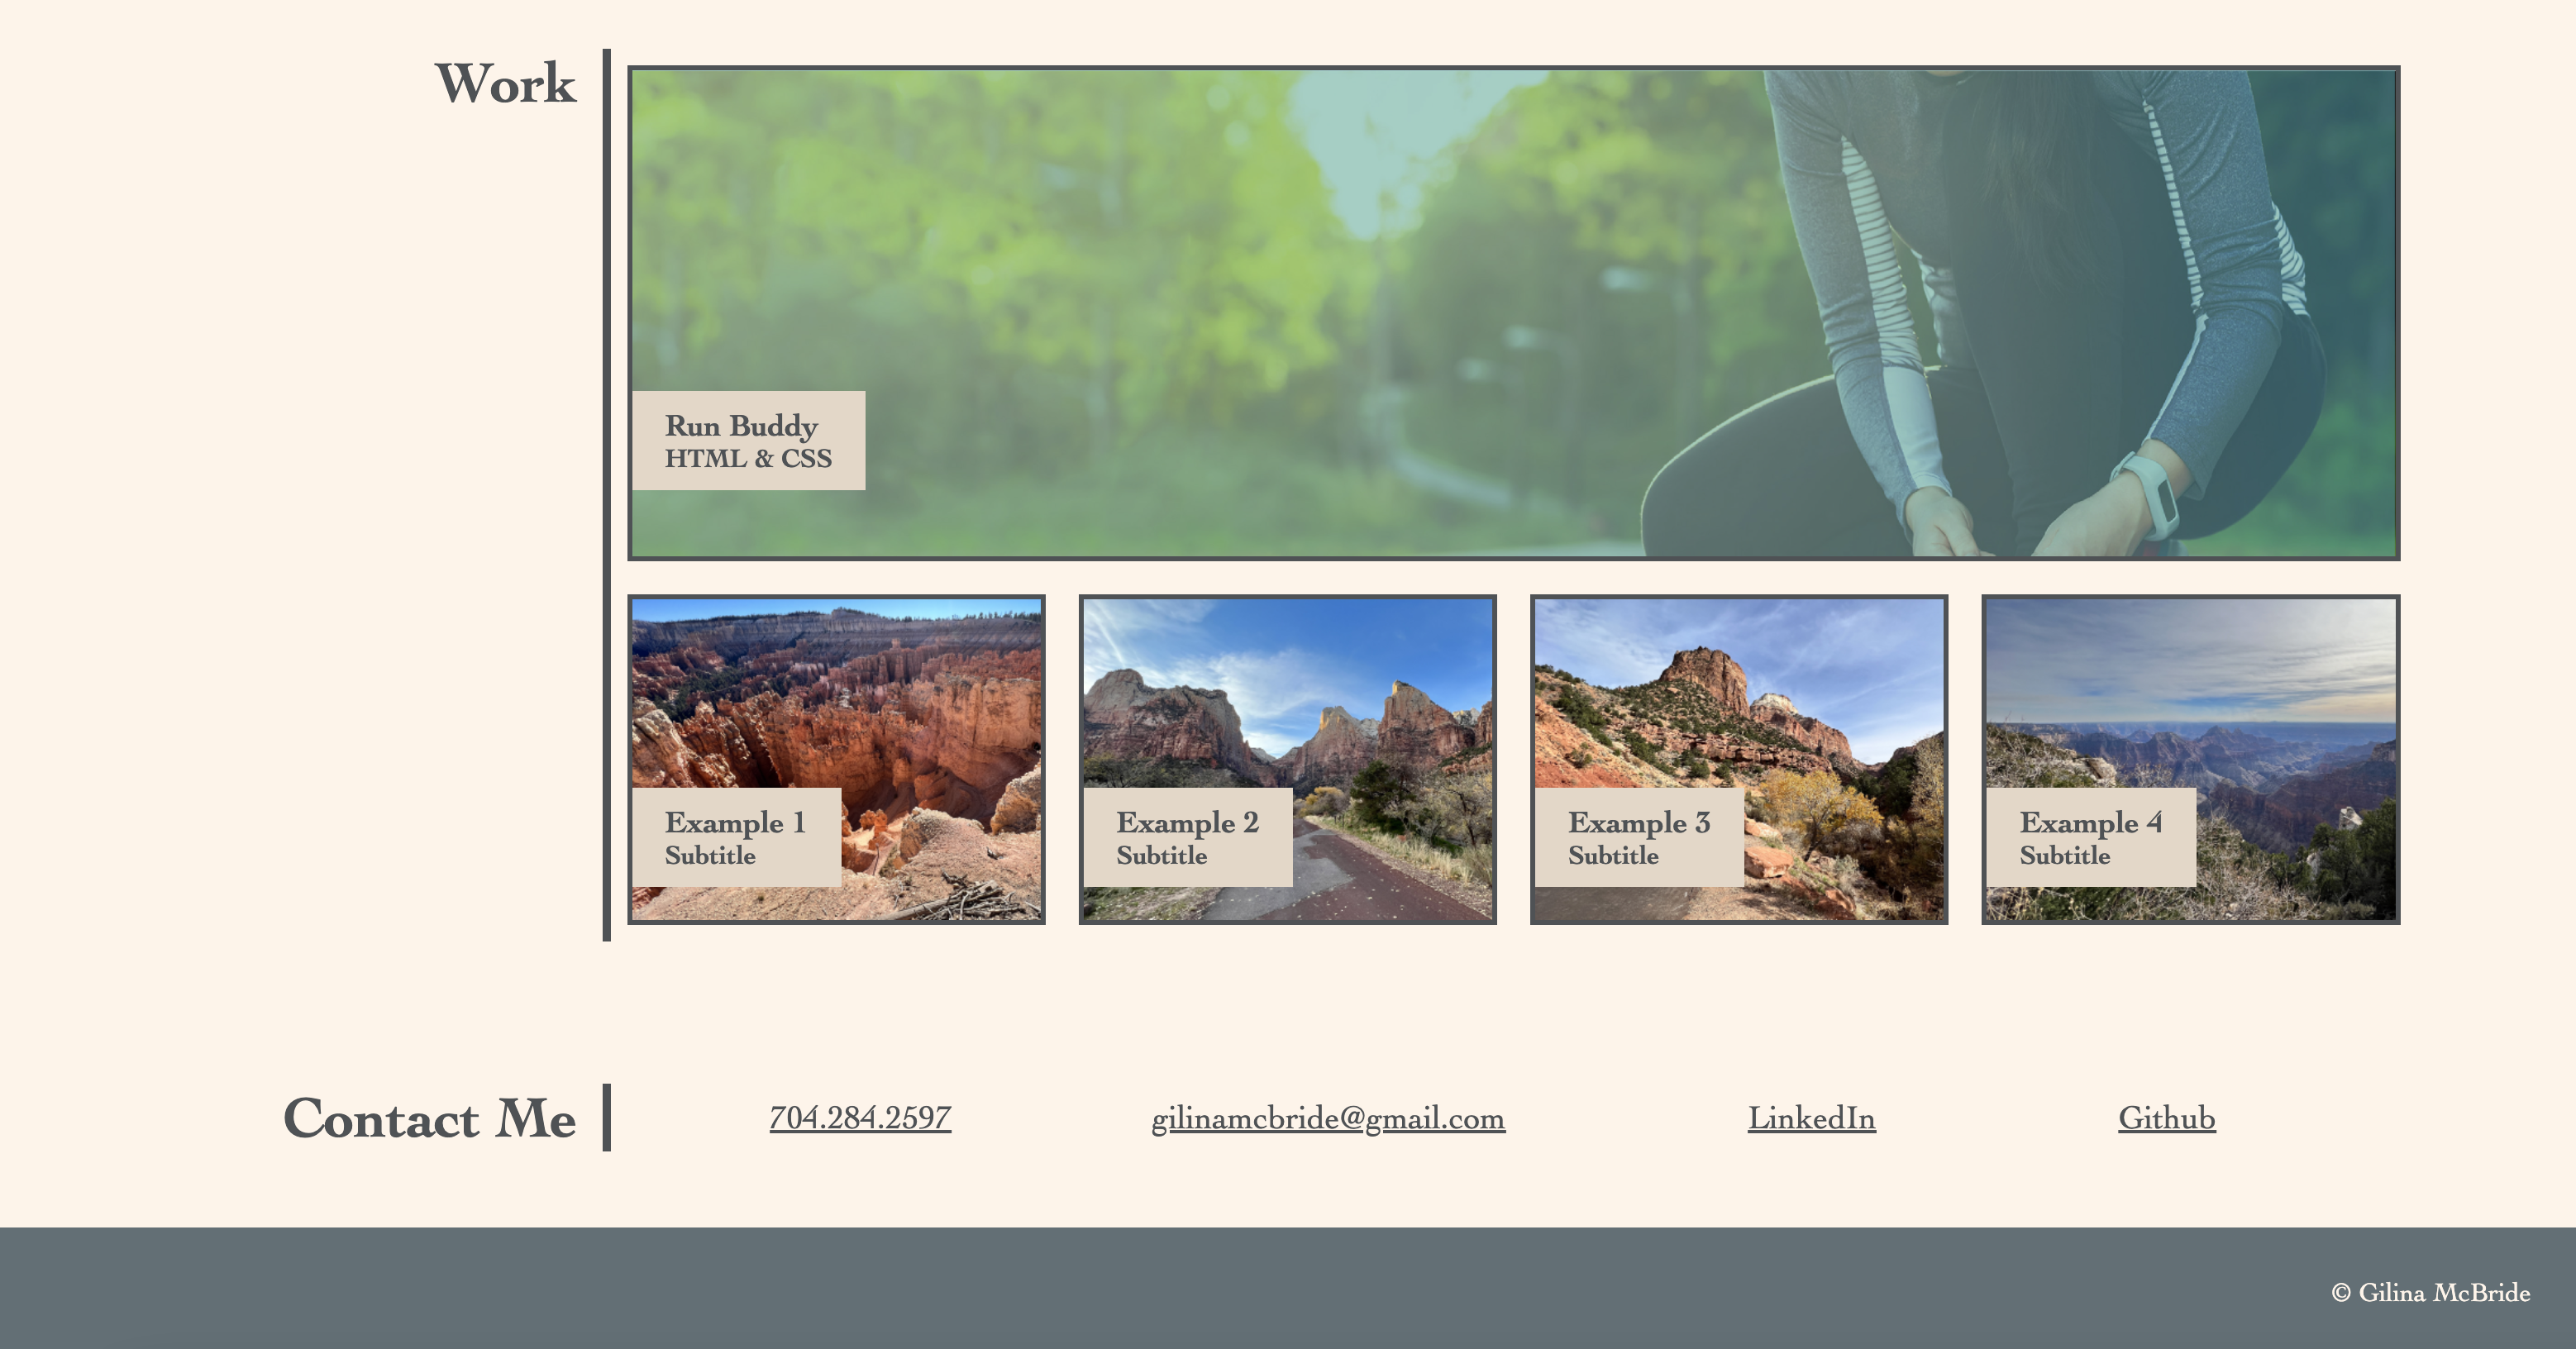 Work
Run Buddy
HTML & CSS
Example 1
Subtitle
Example 2
Subtitle
Example 3
Subtitle
Example 4
Subtitle
Contact Me
704.284.2597
gilinamcbride@gmail.com
LinkedIn
Github
© Gilina McBride